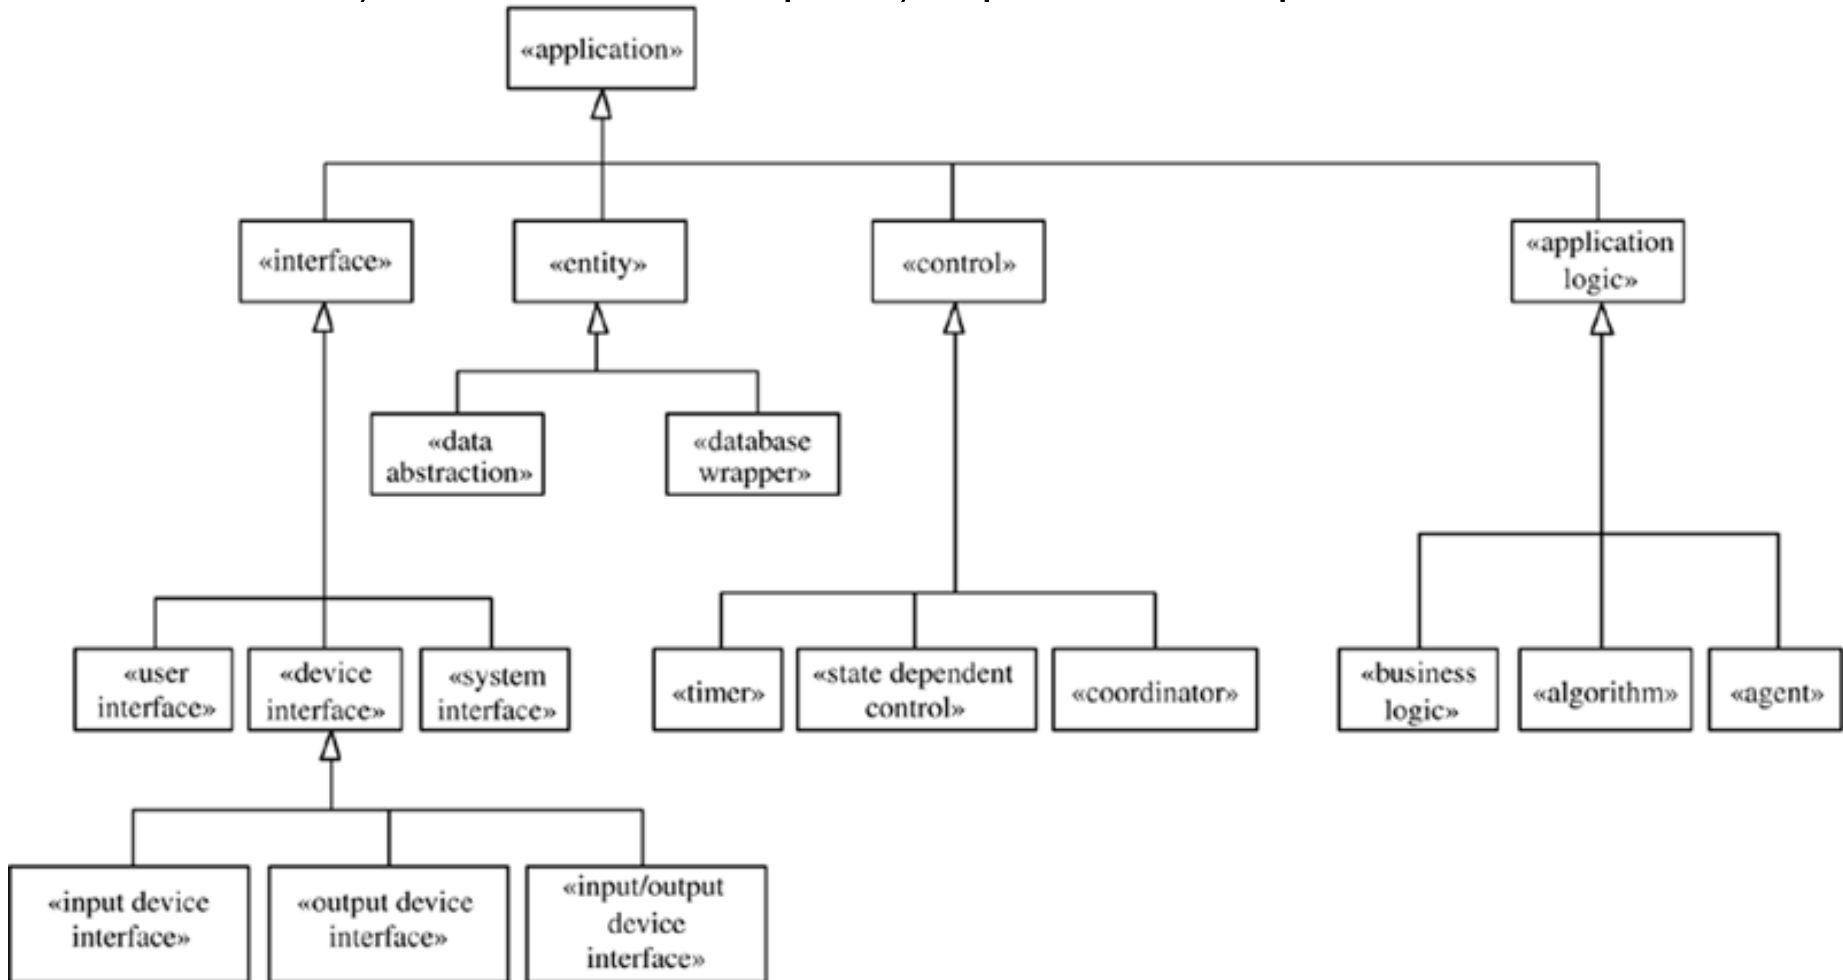 «application»
«interface»
«entity»
«control»
«application
logic»
«data
abstraction»
«database
wrapper»
«user
interface»
«device
interface»
«system
interface»
«timer»
«state dependent
control»
«coordinator»
«business
logic»
«algorithm»
«agent»
«input device
interface»
«output device
interface»
«input/output
device
interface»